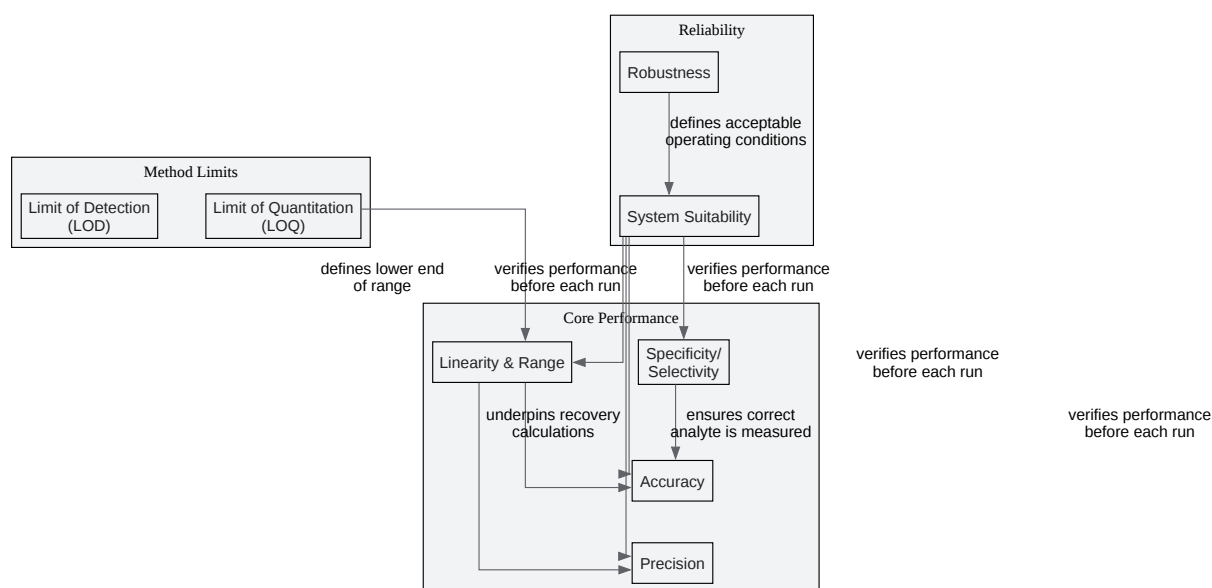 Reliability
Robustness
defines acceptable
operating conditions
Method Limits
Limit of Detection
(LOD)
Limit of Quantitation
(LOQ)
System Suitability
defines lower end
of range
verifies performance
before each run
verifies performance
before each run
Core Performance
Linearity & Range
Specificity/
Selectivity
verifies performance
before each run
underpins recovery
calculations
ensures correct
analyte is measured
verifies performance
before each run
Accuracy
Precision